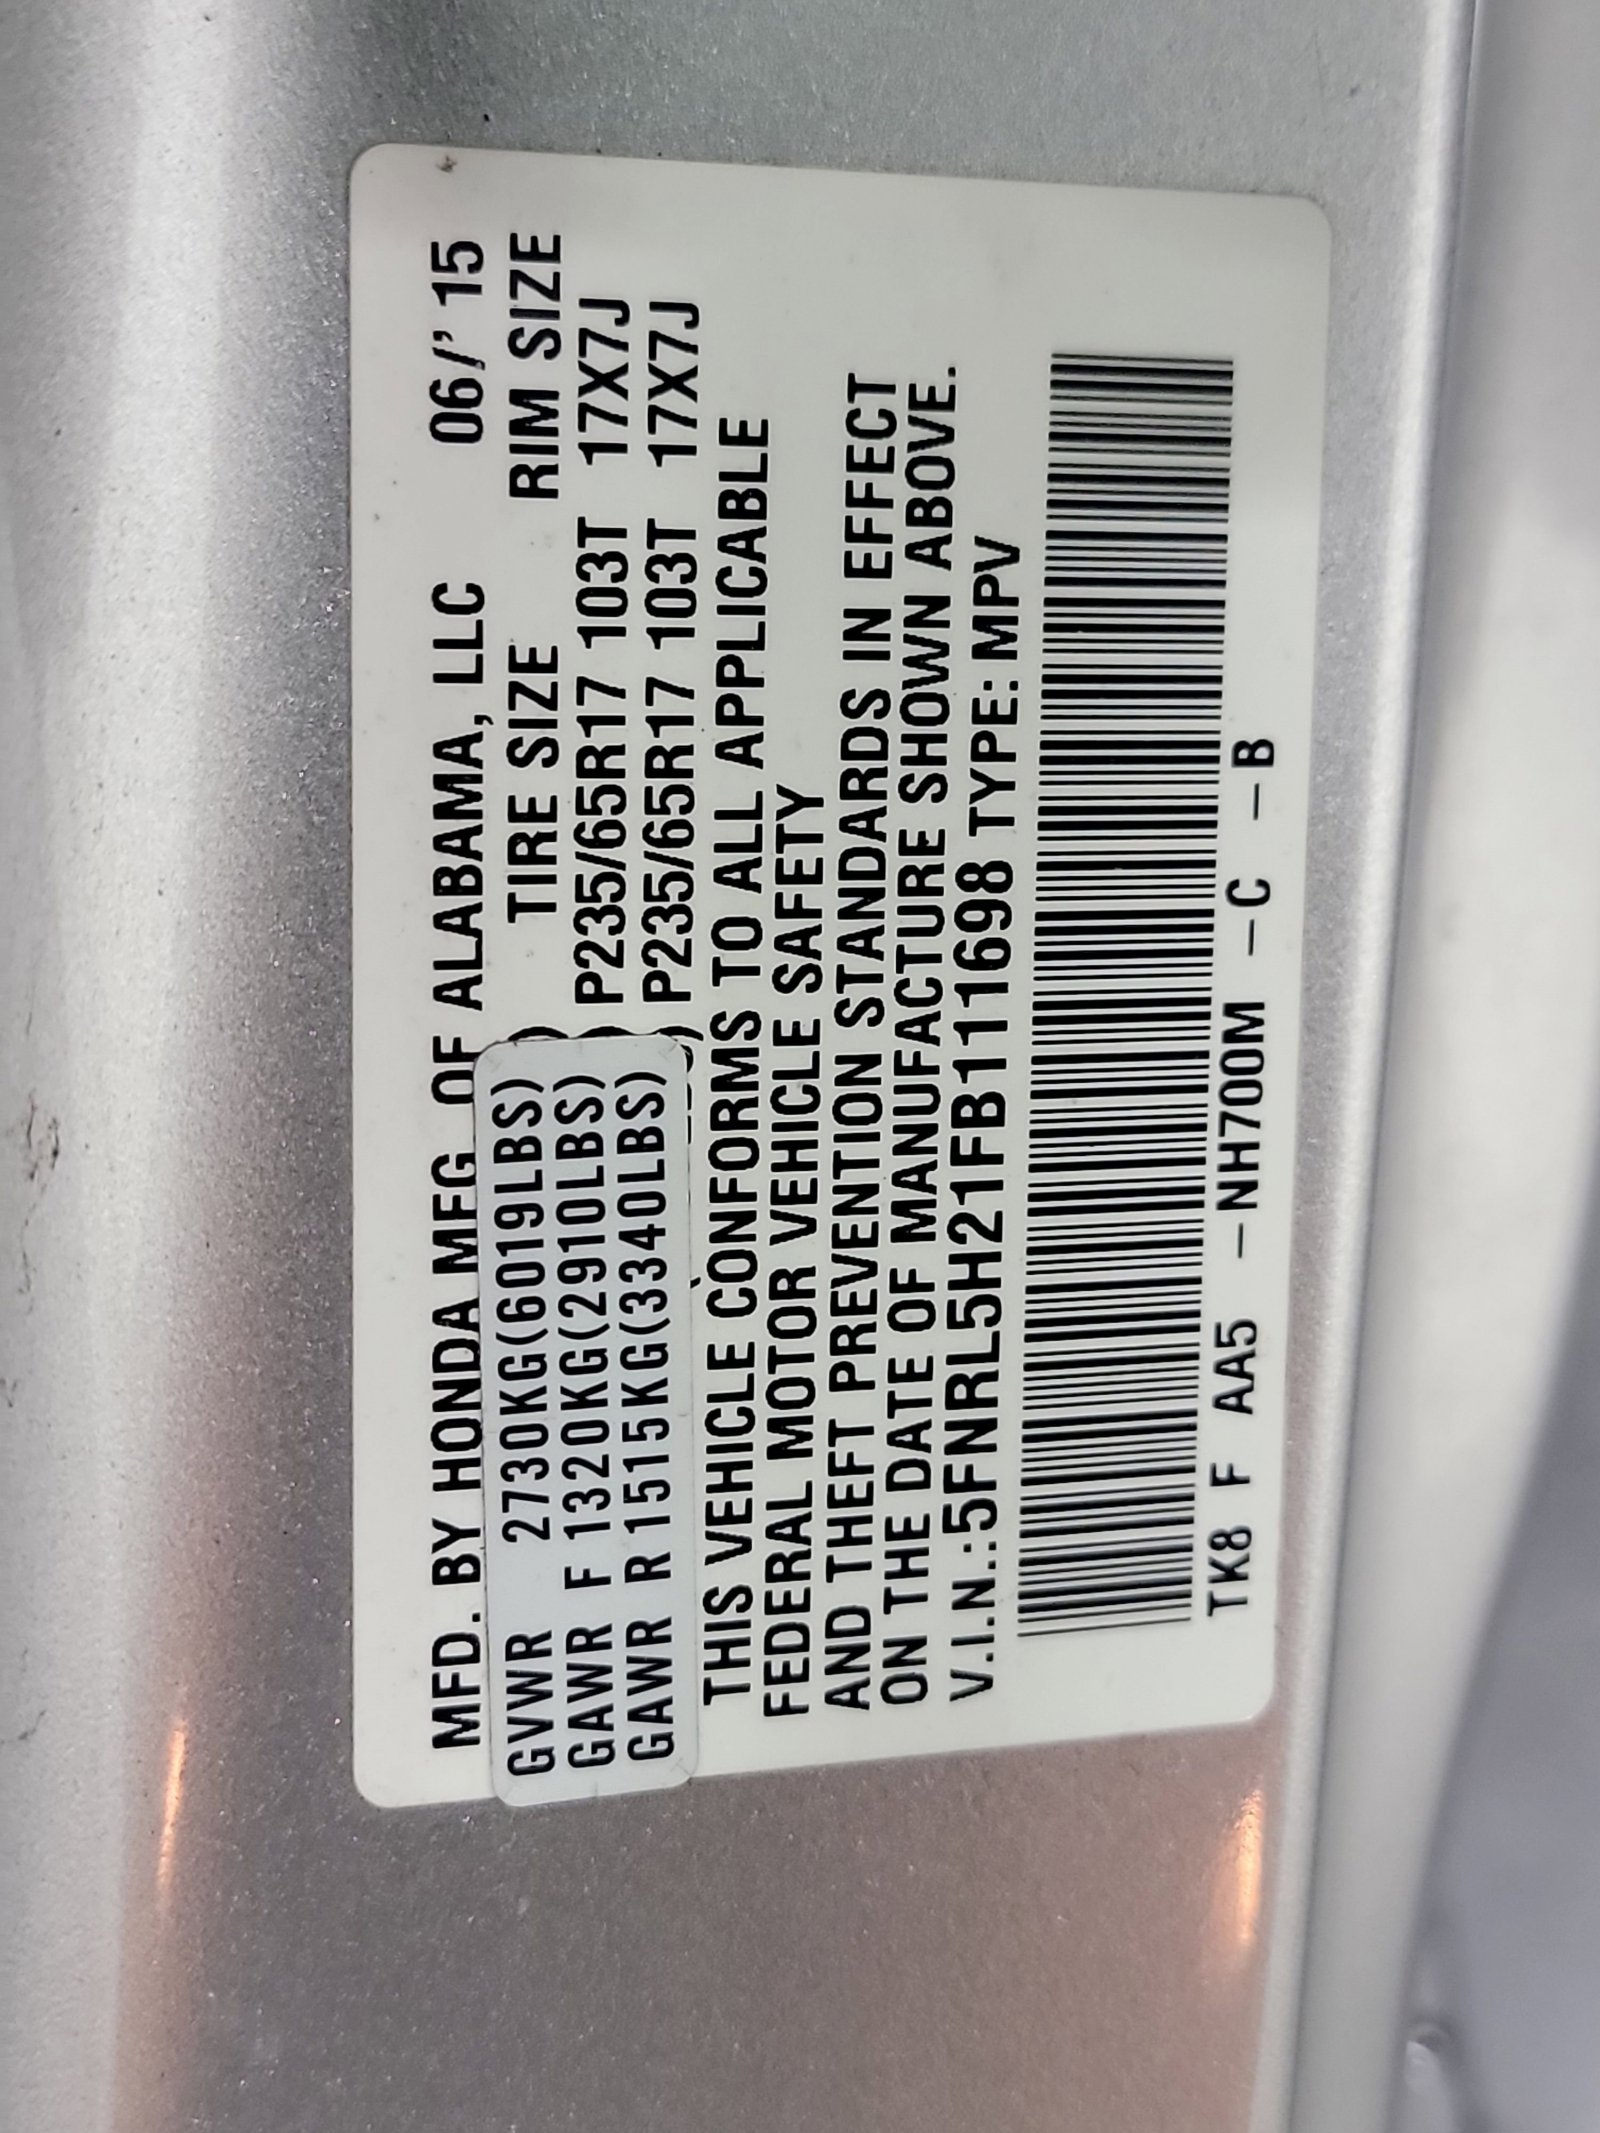 MFD. BY HONDA MFG. OF ALABAMA, LLC 06/'15
TIRE SIZE RIM SIZE
GVWR 2730KG(6019LBS)
GAWR F 1320KG(2910LBS) P235/65R17 103T 17X7J
GAWR R 1515KG(3340LBS) P235/65R17 103T 17X7J
THIS VEHICLE CONFORMS TO ALL APPLICABLE
FEDERAL MOTOR VEHICLE SAFETY
AND THEFT PREVENTION STANDARDS IN EFFECT
ON THE DATE OF MANUFACTURE SHOWN ABOVE.
V.I.N.:5FNRL5H21FB111698 TYPE: MPV
TK8 F AA5 -NH700M -C -B